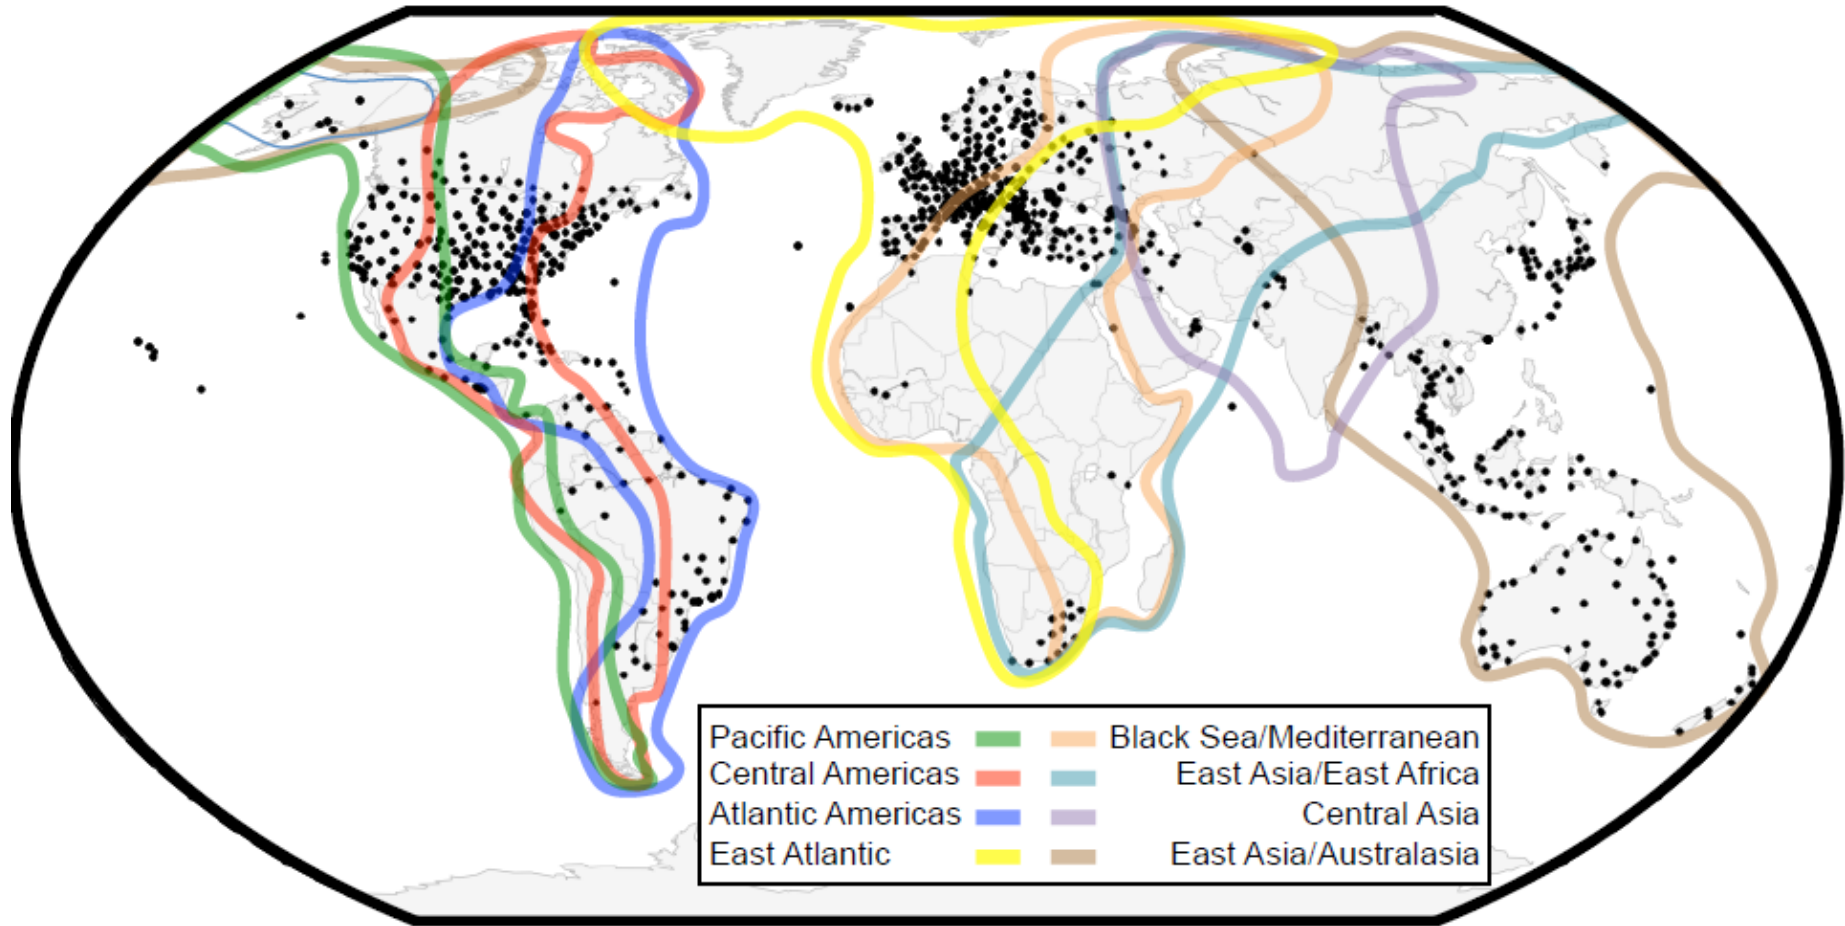 Pacific Americas Black Sea/Mediterranean
Central Americas East Asia/East Africa
Atlantic Americas Central Asia
East Atlantic East Asia/Australasia